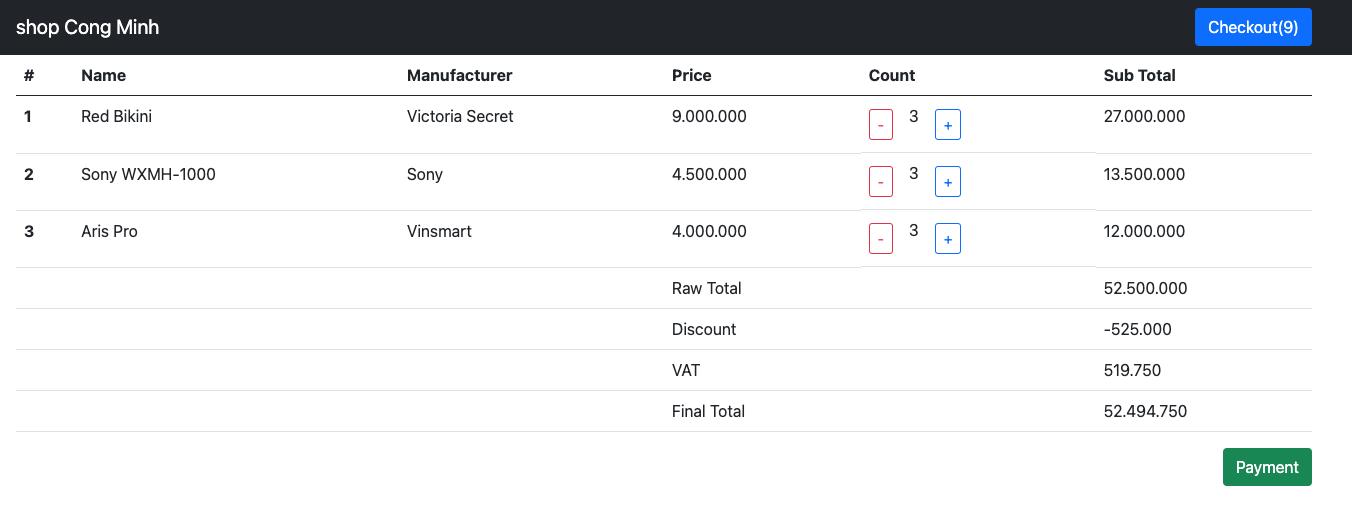 shop Cong Minh Checkout(9)
# Name Manufacturer Price Count Sub Total
1 Red Bikini Victoria Secret 9.000.000 - 3 + 27.000.000
2 Sony WXMH-1000 Sony 4.500.000 - 3 + 13.500.000
3 Aris Pro Vinsmart 4.000.000 - 3 + 12.000.000
Raw Total 52.500.000
Discount -525.000
VAT 519.750
Final Total 52.494.750
Payment